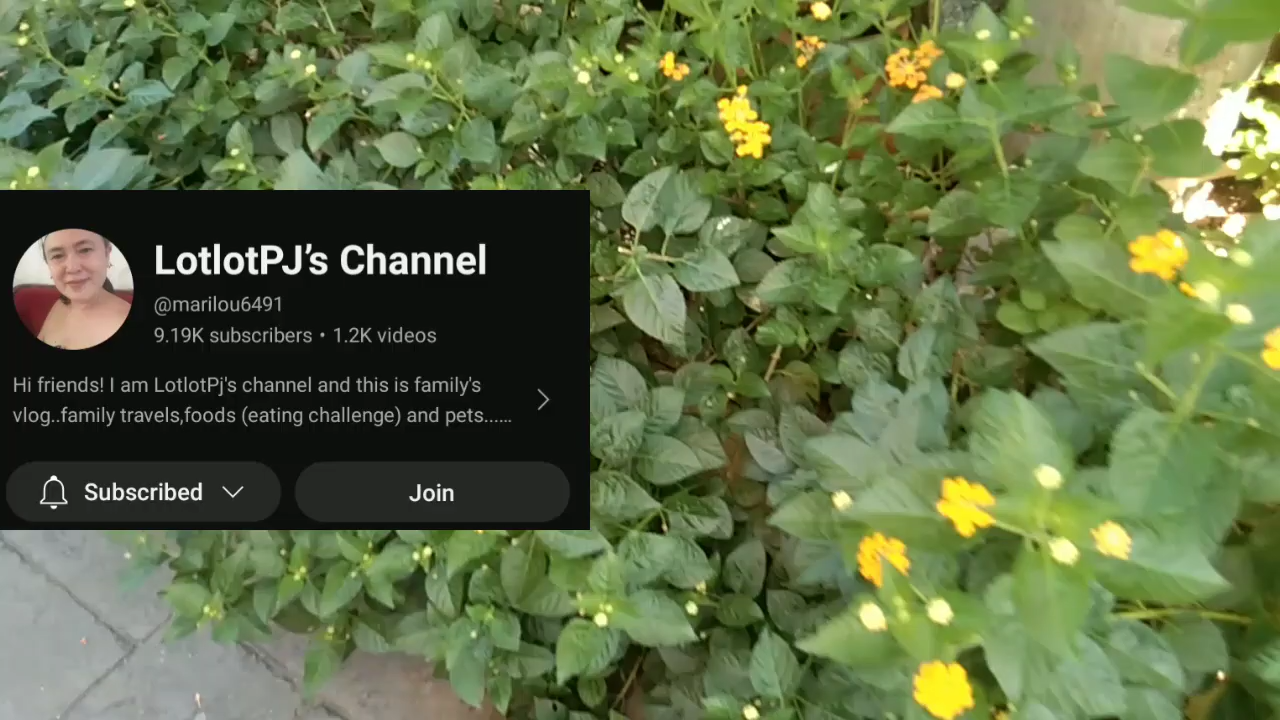 LotlotPJ’s Channel
@marilou6491
9.19K subscribers • 1.2K videos
Hi friends! I am LotlotPj's channel and this is family's
vlog..family travels,foods (eating challenge) and pets......
Subscribed
Join